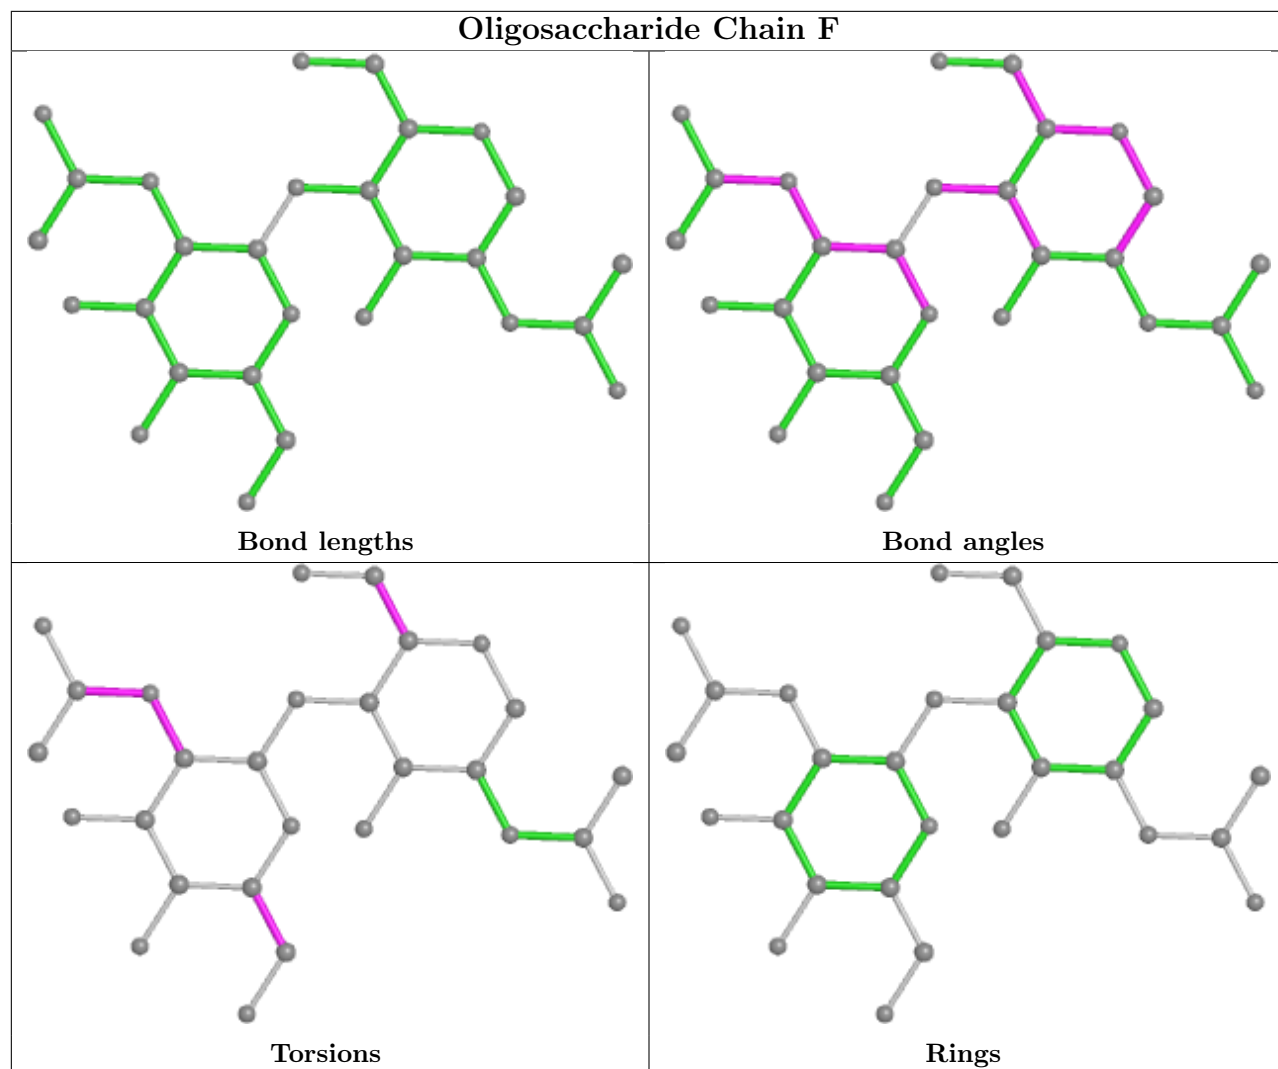 Oligosaccharide Chain F
Bond lengths
Bond angles
Torsions
Rings